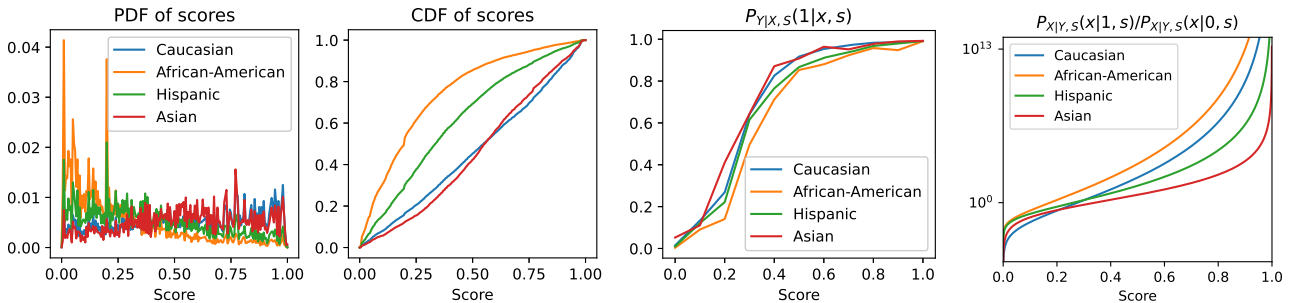 PDF of scores
0.04
0.03
0.02
0.01
0.00
Caucasian
African-American
Hispanic
Asian
0.00 0.25 0.50 0.75 1.00
Score
CDF of scores
1.0
0.8
0.6
0.4
0.2
0.0
0.00 0.25 0.50 0.75 1.00
Score
P_{Y|X,S}(1|x, s)
1.0
0.8
0.6
0.4
0.2
0.0
Caucasian
African-American
Hispanic
Asian
0.0 0.2 0.4 0.6 0.8 1.0
Score
P_{X|Y,S}(x|1, s)/P_{X|Y,S}(x|0, s)
10^{13}
10^{0}
Caucasian
African-American
Hispanic
Asian
0.0 0.2 0.4 0.6 0.8 1.0
Score